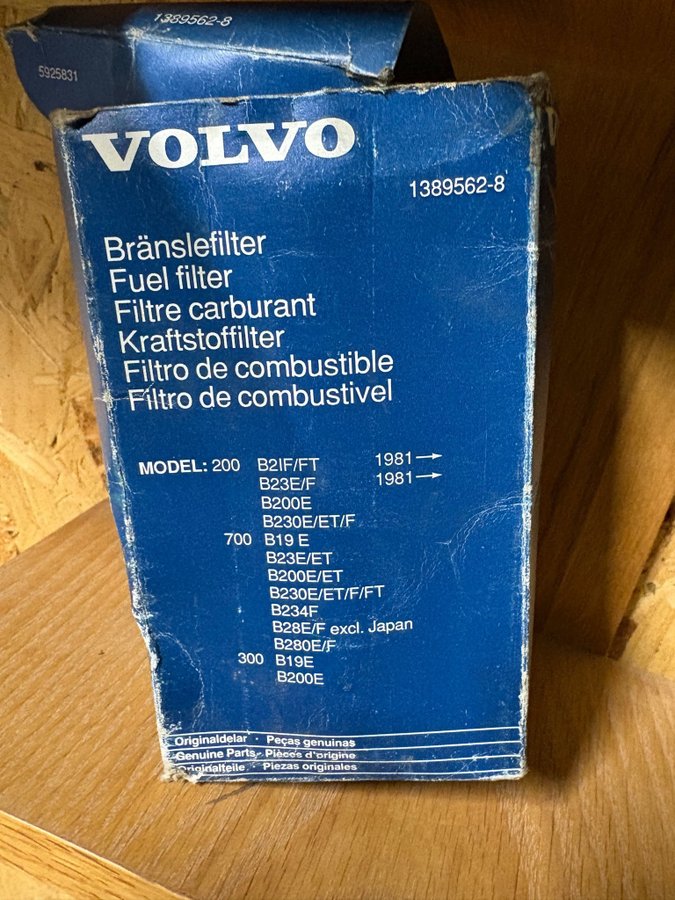 1389562-8
5925831
VOLVO
1389562-8
Bränslefilter
Fuel filter
Filtre carburant
Kraftstoffilter
Filtro de combustible
Filtro de combustivel
MODEL: 200 B2IF/FT 1981→
B23E/F 1981→
B200E
B230E/ET/F
700 B19 E
B23E/ET
B200E/ET
B230E/ET/F/FT
B234F
B28E/F excl. Japan
B280E/F
300 B19E
B200E
Originaldelar · Peças genuinas
Genuine Parts · Pièces d'origine
Originalteile · Piezas originales